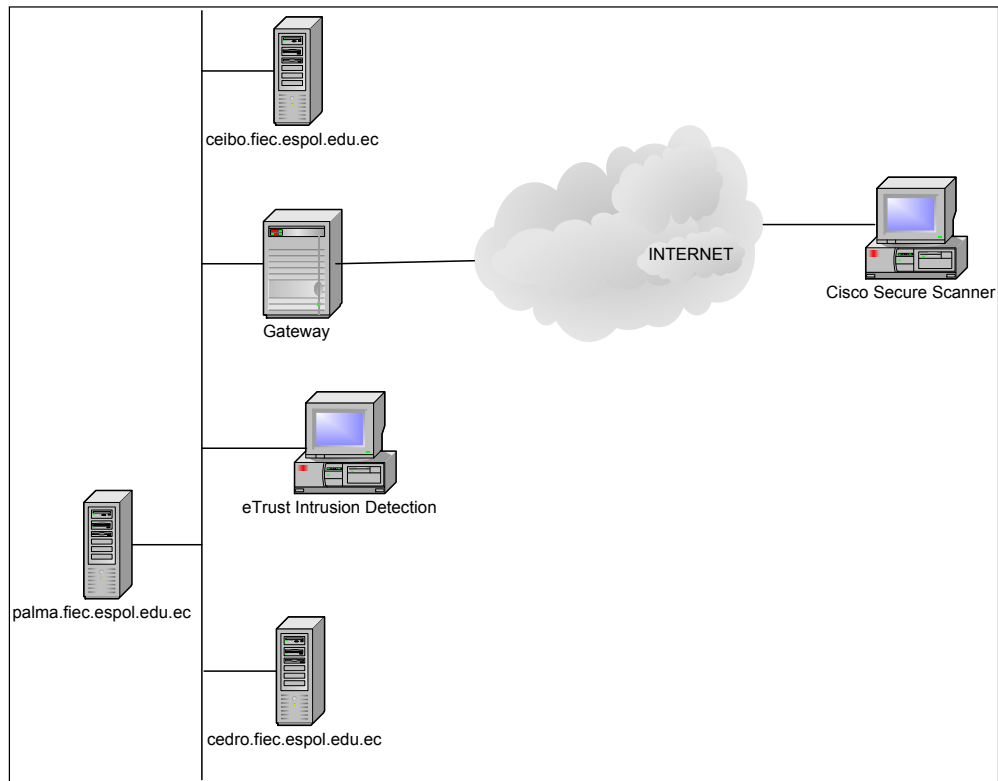 ceibo.fiec.espol.edu.ec
INTERNET
Cisco Secure Scanner
Gateway
eTrust Intrusion Detection
palma.fiec.espol.edu.ec
cedro.fiec.espol.edu.ec